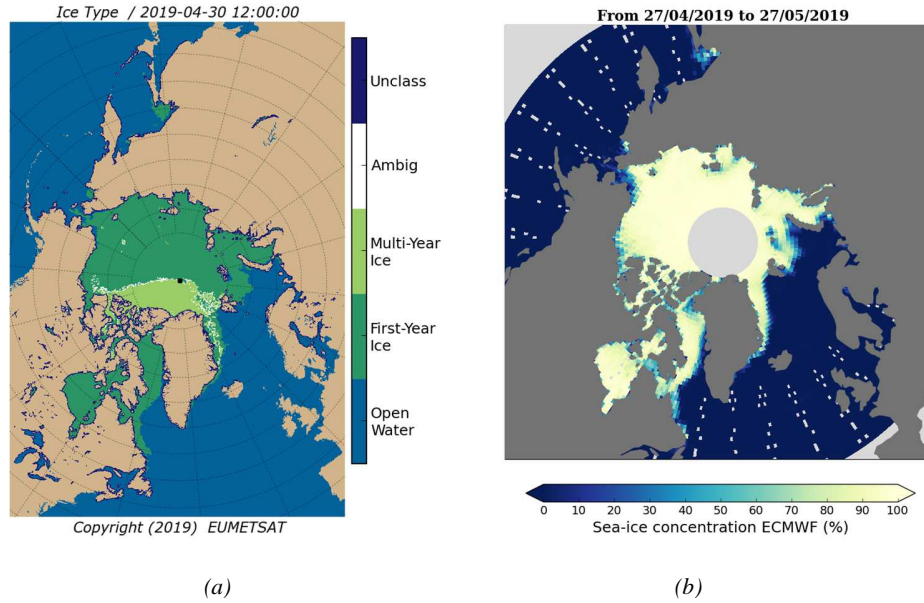 Ice Type / 2019-04-30 12:00:00
Unclass
Ambig
Multi-Year
Ice
First-Year
Ice
Open
Water
Copyright (2019) EUMETSAT
(a)
From 27/04/2019 to 27/05/2019
0 10 20 30 40 50 60 70 80 90 100
Sea-ice concentration ECMWF (%)
(b)